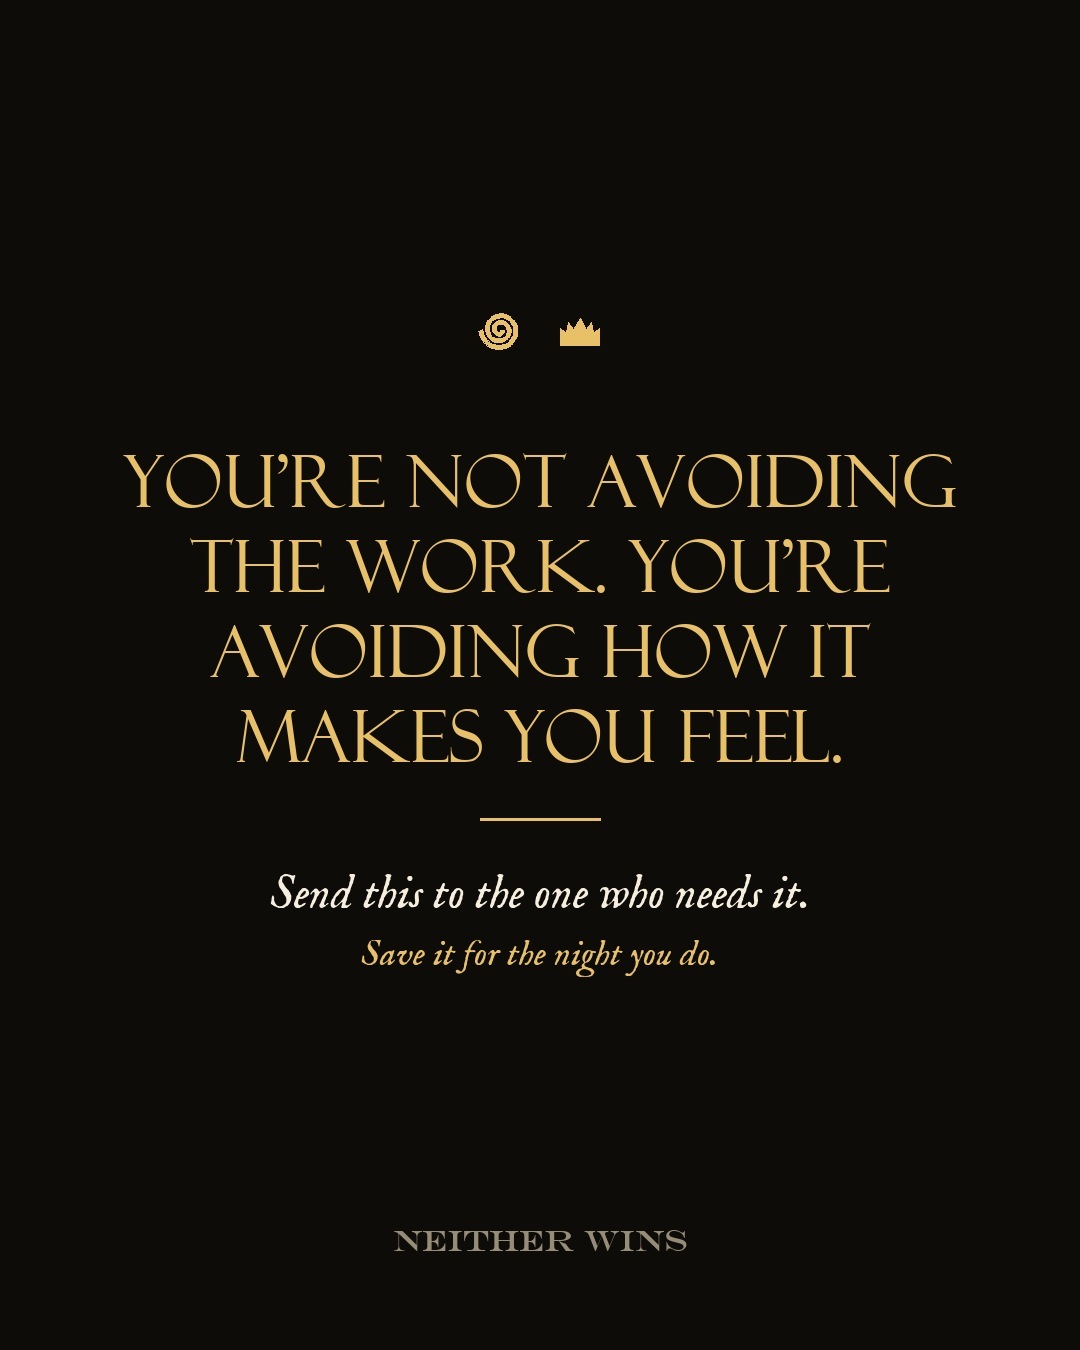 YOU’RE NOT AVOIDING
THE WORK. YOU’RE
AVOIDING HOW IT
MAKES YOU FEEL.
Send this to the one who needs it.
Save it for the night you do.
NEITHER WINS